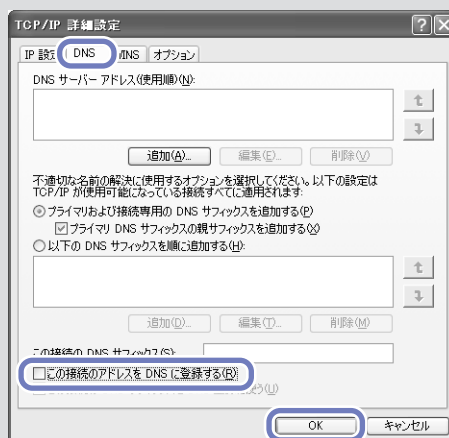 TCP/IP 詳細設定
IP 設定 DNS WINS オプション
DNS サーバー アドレス(使用順)(N):
追加(A)... 編集(E)... 削除(V)
不適切な名前の解決に使用するオプションを選択してください。以下の設定は
TCP/IP が使用可能になっている接続すべてに適用されます:
プライマリおよび接続専用の DNS サフィックスを追加する(P)
プライマリ DNS サフィックスの親サフィックスを追加する(X)
以下の DNS サフィックスを順に追加する(H):
追加(D)... 編集(T)... 削除(M)
この接続の DNS サフィックス(S):
この接続のアドレスを DNS に登録する(R)
使う(U)
OK キャンセル